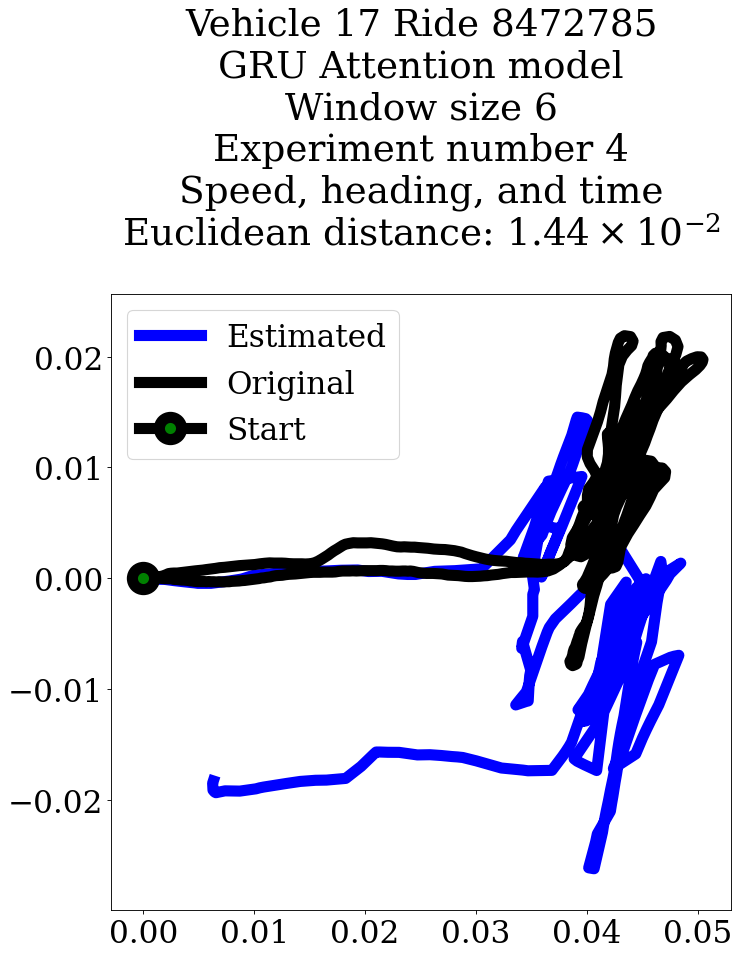 Vehicle 17 Ride 8472785
GRU Attention model
Window size 6
Experiment number 4
Speed, heading, and time
Euclidean distance: 1.44 × 10⁻²
Estimated
Original
Start
0.02
0.01
0.00
−0.01
−0.02
0.00 0.01 0.02 0.03 0.04 0.05